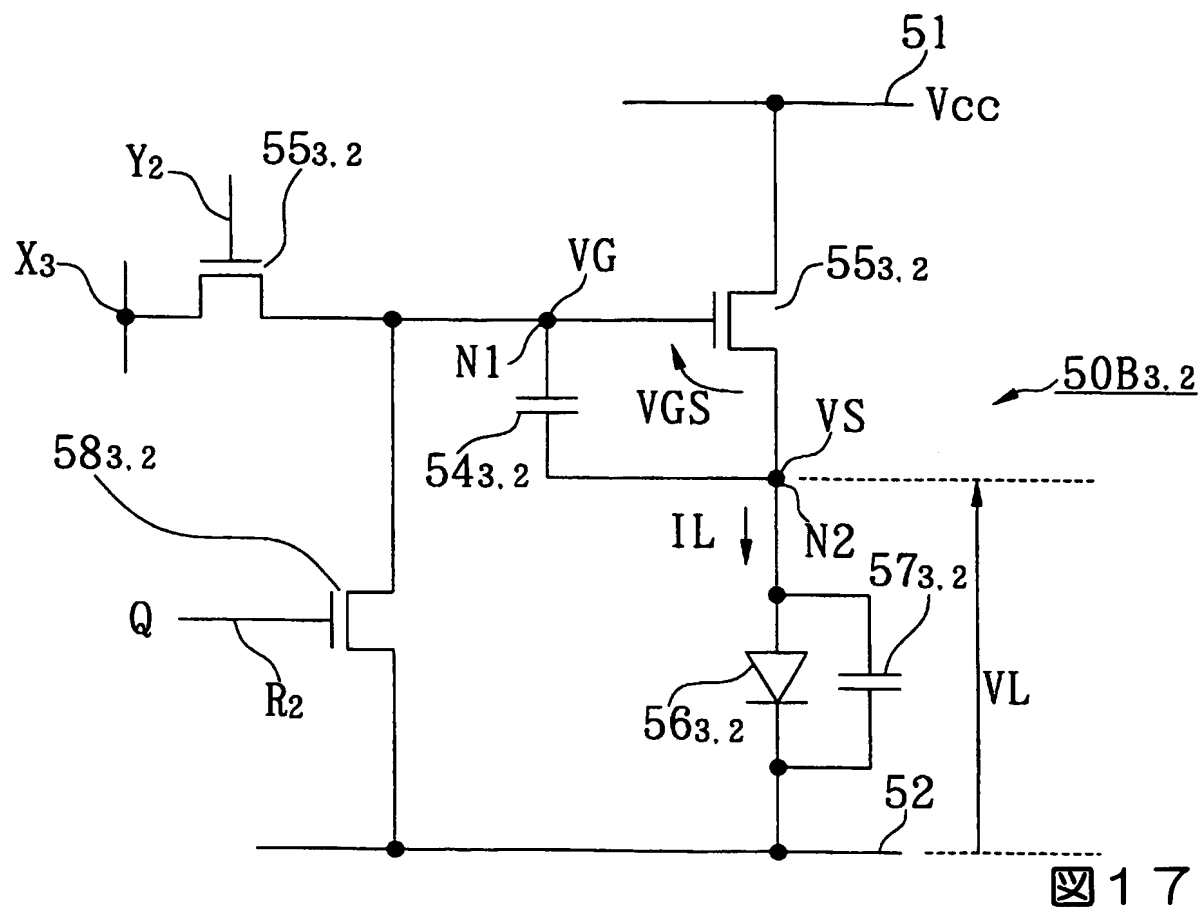 51
Vcc
Y2
553,2
X3
VG
553,2
N1
VGS
50B3,2
VS
543,2
583,2
IL
N2
573,2
Q
R2
563,2
VL
52
図17